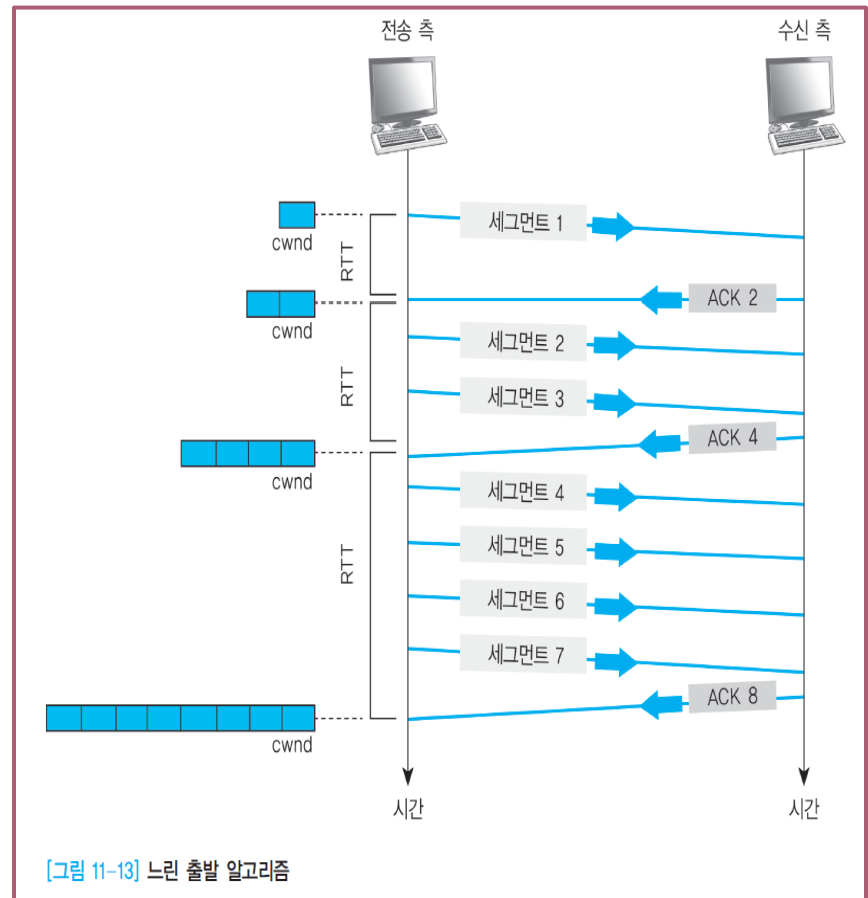 전송 측
수신 측
세그먼트 1
cwnd
RTT
ACK 2
cwnd
세그먼트 2
RTT
세그먼트 3
ACK 4
cwnd
세그먼트 4
세그먼트 5
RTT
세그먼트 6
세그먼트 7
ACK 8
cwnd
시간
시간
[그림 11-13] 느린 출발 알고리즘